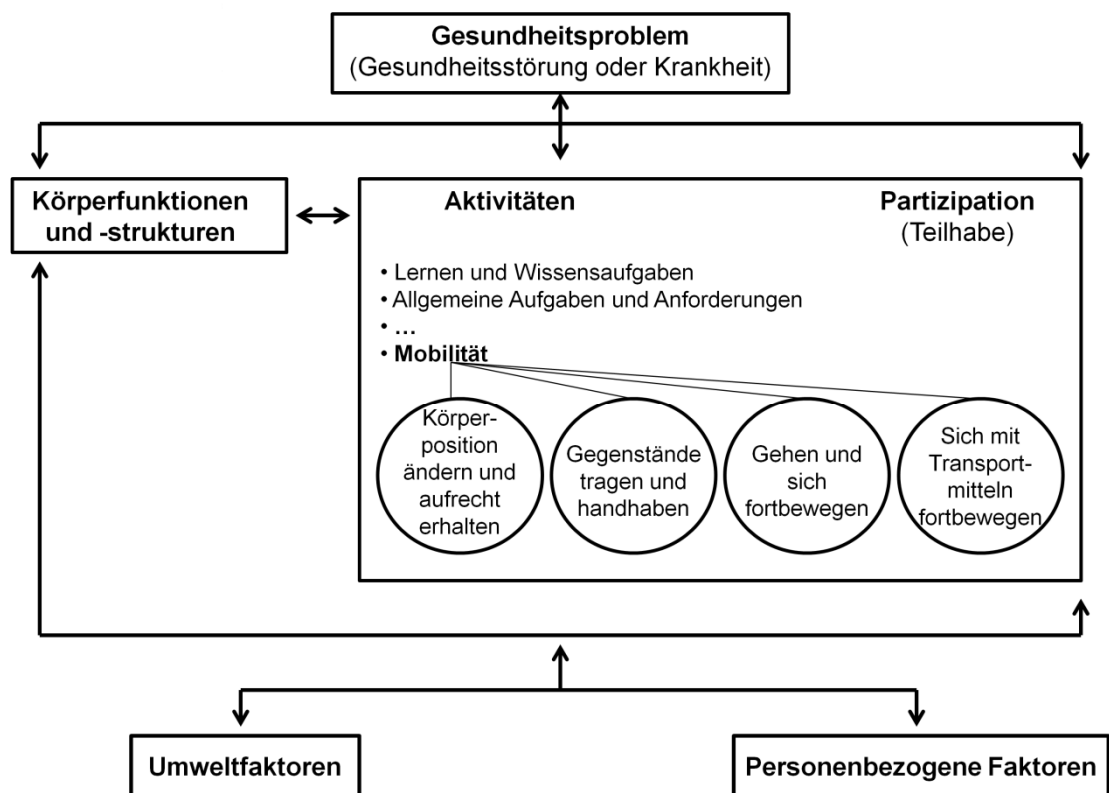 Gesundheitsproblem
(Gesundheitsstörung oder Krankheit)
Körperfunktionen
und -strukturen
Aktivitäten
Partizipation
(Teilhabe)
• Lernen und Wissensaufgaben
• Allgemeine Aufgaben und Anforderungen
• ...
• Mobilität
Körper-
position
ändern und
aufrecht
erhalten
Gegenstände
tragen und
handhaben
Gehen und
sich
fortbewegen
Sich mit
Transport-
mitteln
fortbewegen
Umweltfaktoren
Personenbezogene Faktoren